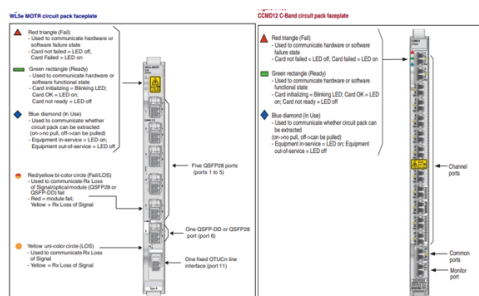 WL5e MOTR circuit pack faceplate
Red triangle (Fail)
- Used to communicate hardware or
software failure state
- Card not failed = LED off,
Card Failed = LED on
Green rectangle (Ready)
- Used to communicate hardware or
software functional state
- Card initializing = Blinking LED;
Card OK = LED on;
Card not ready = LED off
Blue diamond (In Use)
- Used to communicate whether
circuit pack can be extracted
(on->no pull, off->can be pulled)
- Equipment in-service = LED on;
Equipment out-of-service = LED off
Red/yellow bi-color circle (Fail/LOS)
- Used to communicate Rx Loss
of Signal/optical/module (QSFP28 or
QSFP-DD) fail
- Red = module fail;
Yellow = Rx Loss of Signal
Yellow uni-color circle (LOS)
- Used to communicate Rx Loss
of Signal
- Yellow = Rx Loss of Signal
Five QSFP28 ports
(ports 1 to 5)
One QSFP-DD or QSFP28
port (port 6)
One fixed OTUCn line
interface (port 11)
CCMD12 C-Band circuit pack faceplate
Red triangle (Fail)
- Used to communicate hardware or software
failure state
- Card not failed = LED off, Card failed = LED on
Green rectangle (Ready)
- Used to communicate hardware or software
functional state
- Card initializing = Blinking LED; Card OK = LED
on; Card not ready = LED off
Blue diamond (In Use)
- Used to communicate whether circuit pack can
be extracted
(on->no pull, off->can be pulled)
- Equipment in-service = LED on; Equipment
out-of-service = LED off
Channel
ports
Common
ports
Monitor
port